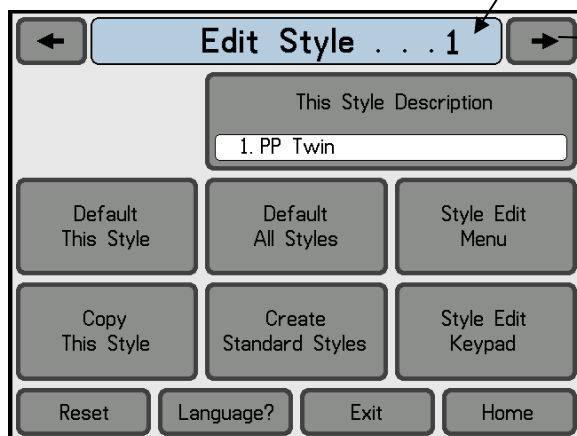 Edit Style . . . 1
This Style Description
1. PP Twin
Default
This Style
Default
All Styles
Style Edit
Menu
Copy
This Style
Create
Standard Styles
Style Edit
Keypad
Reset
Language?
Exit
Home